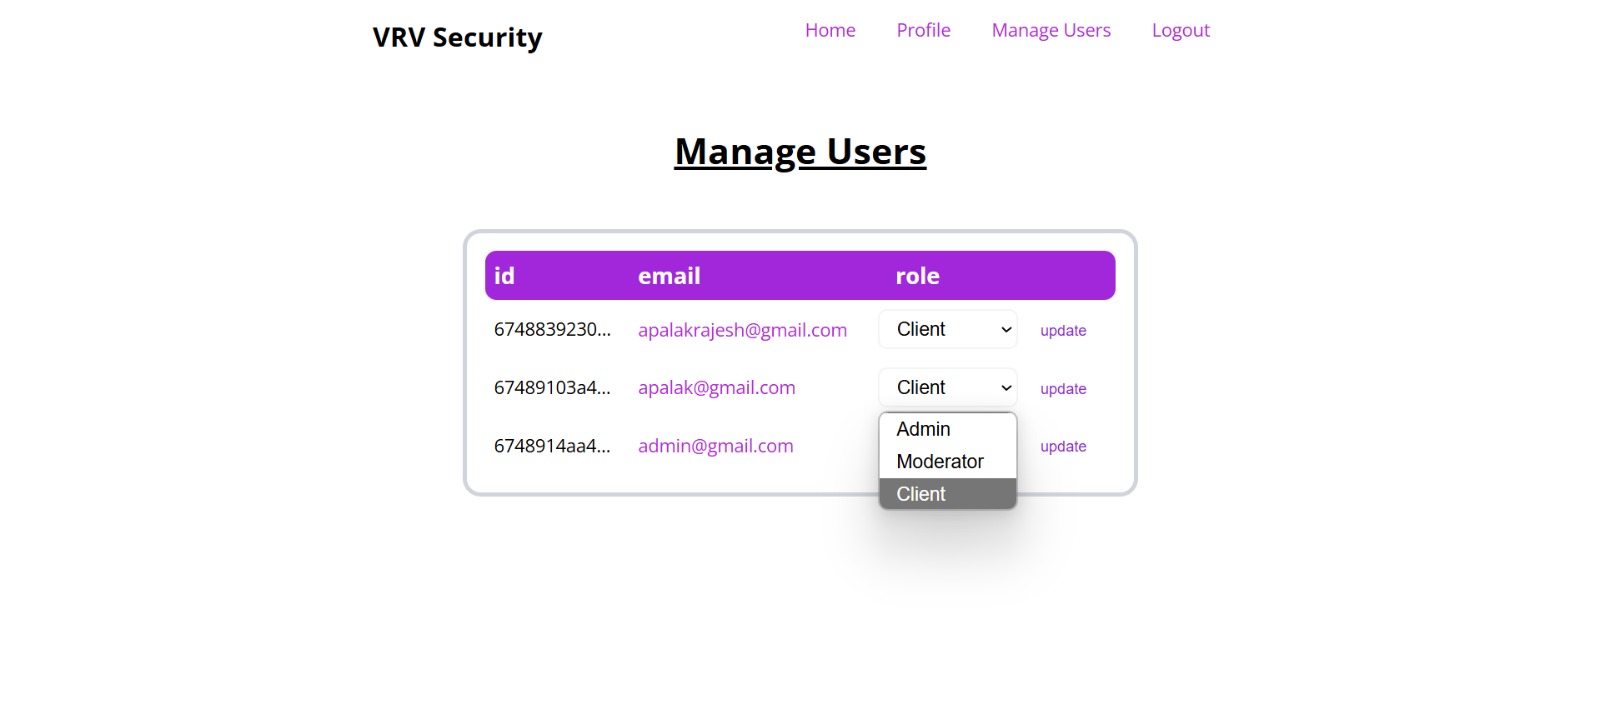 VRV Security Home Profile Manage Users Logout
Manage Users
id email role
6748839230... apalakrajesh@gmail.com Client update
67489103a4... apalak@gmail.com Client update
Admin
6748914aa4... admin@gmail.com update
Moderator
Client